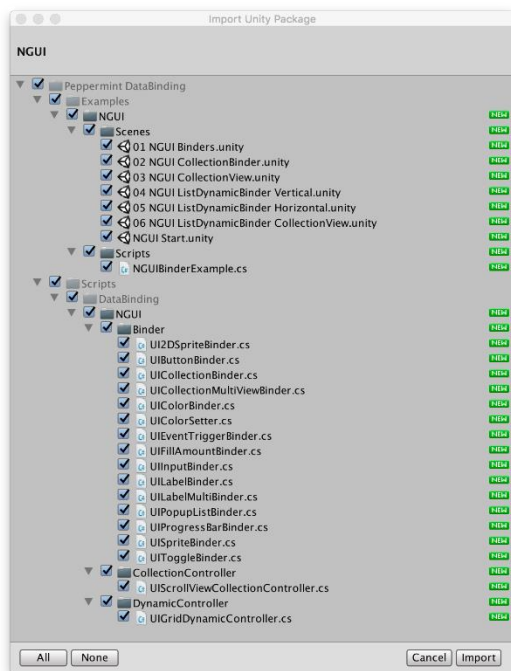 Import Unity Package
NGUI
Peppermint DataBinding
Examples
NGUI NEW
Scenes NEW
01 NGUI Binders.unity NEW
02 NGUI CollectionBinder.unity NEW
03 NGUI CollectionView.unity NEW
04 NGUI ListDynamicBinder Vertical.unity NEW
05 NGUI ListDynamicBinder Horizontal.unity NEW
06 NGUI ListDynamicBinder CollectionView.unity NEW
NGUI Start.unity NEW
Scripts NEW
NGUIBinderExample.cs NEW
Scripts
DataBinding
NGUI NEW
Binder NEW
UI2DSpriteBinder.cs NEW
UIButtonBinder.cs NEW
UICollectionBinder.cs NEW
UICollectionMultiViewBinder.cs NEW
UIColorBinder.cs NEW
UIColorSetter.cs NEW
UIEventTriggerBinder.cs NEW
UIFillAmountBinder.cs NEW
UIInputBinder.cs NEW
UILabelBinder.cs NEW
UILabelMultiBinder.cs NEW
UIPopupListBinder.cs NEW
UIProgressBarBinder.cs NEW
UISpriteBinder.cs NEW
UIToggleBinder.cs NEW
CollectionController NEW
UIScrollViewCollectionController.cs NEW
DynamicController NEW
UIGridDynamicController.cs NEW
All None Cancel Import